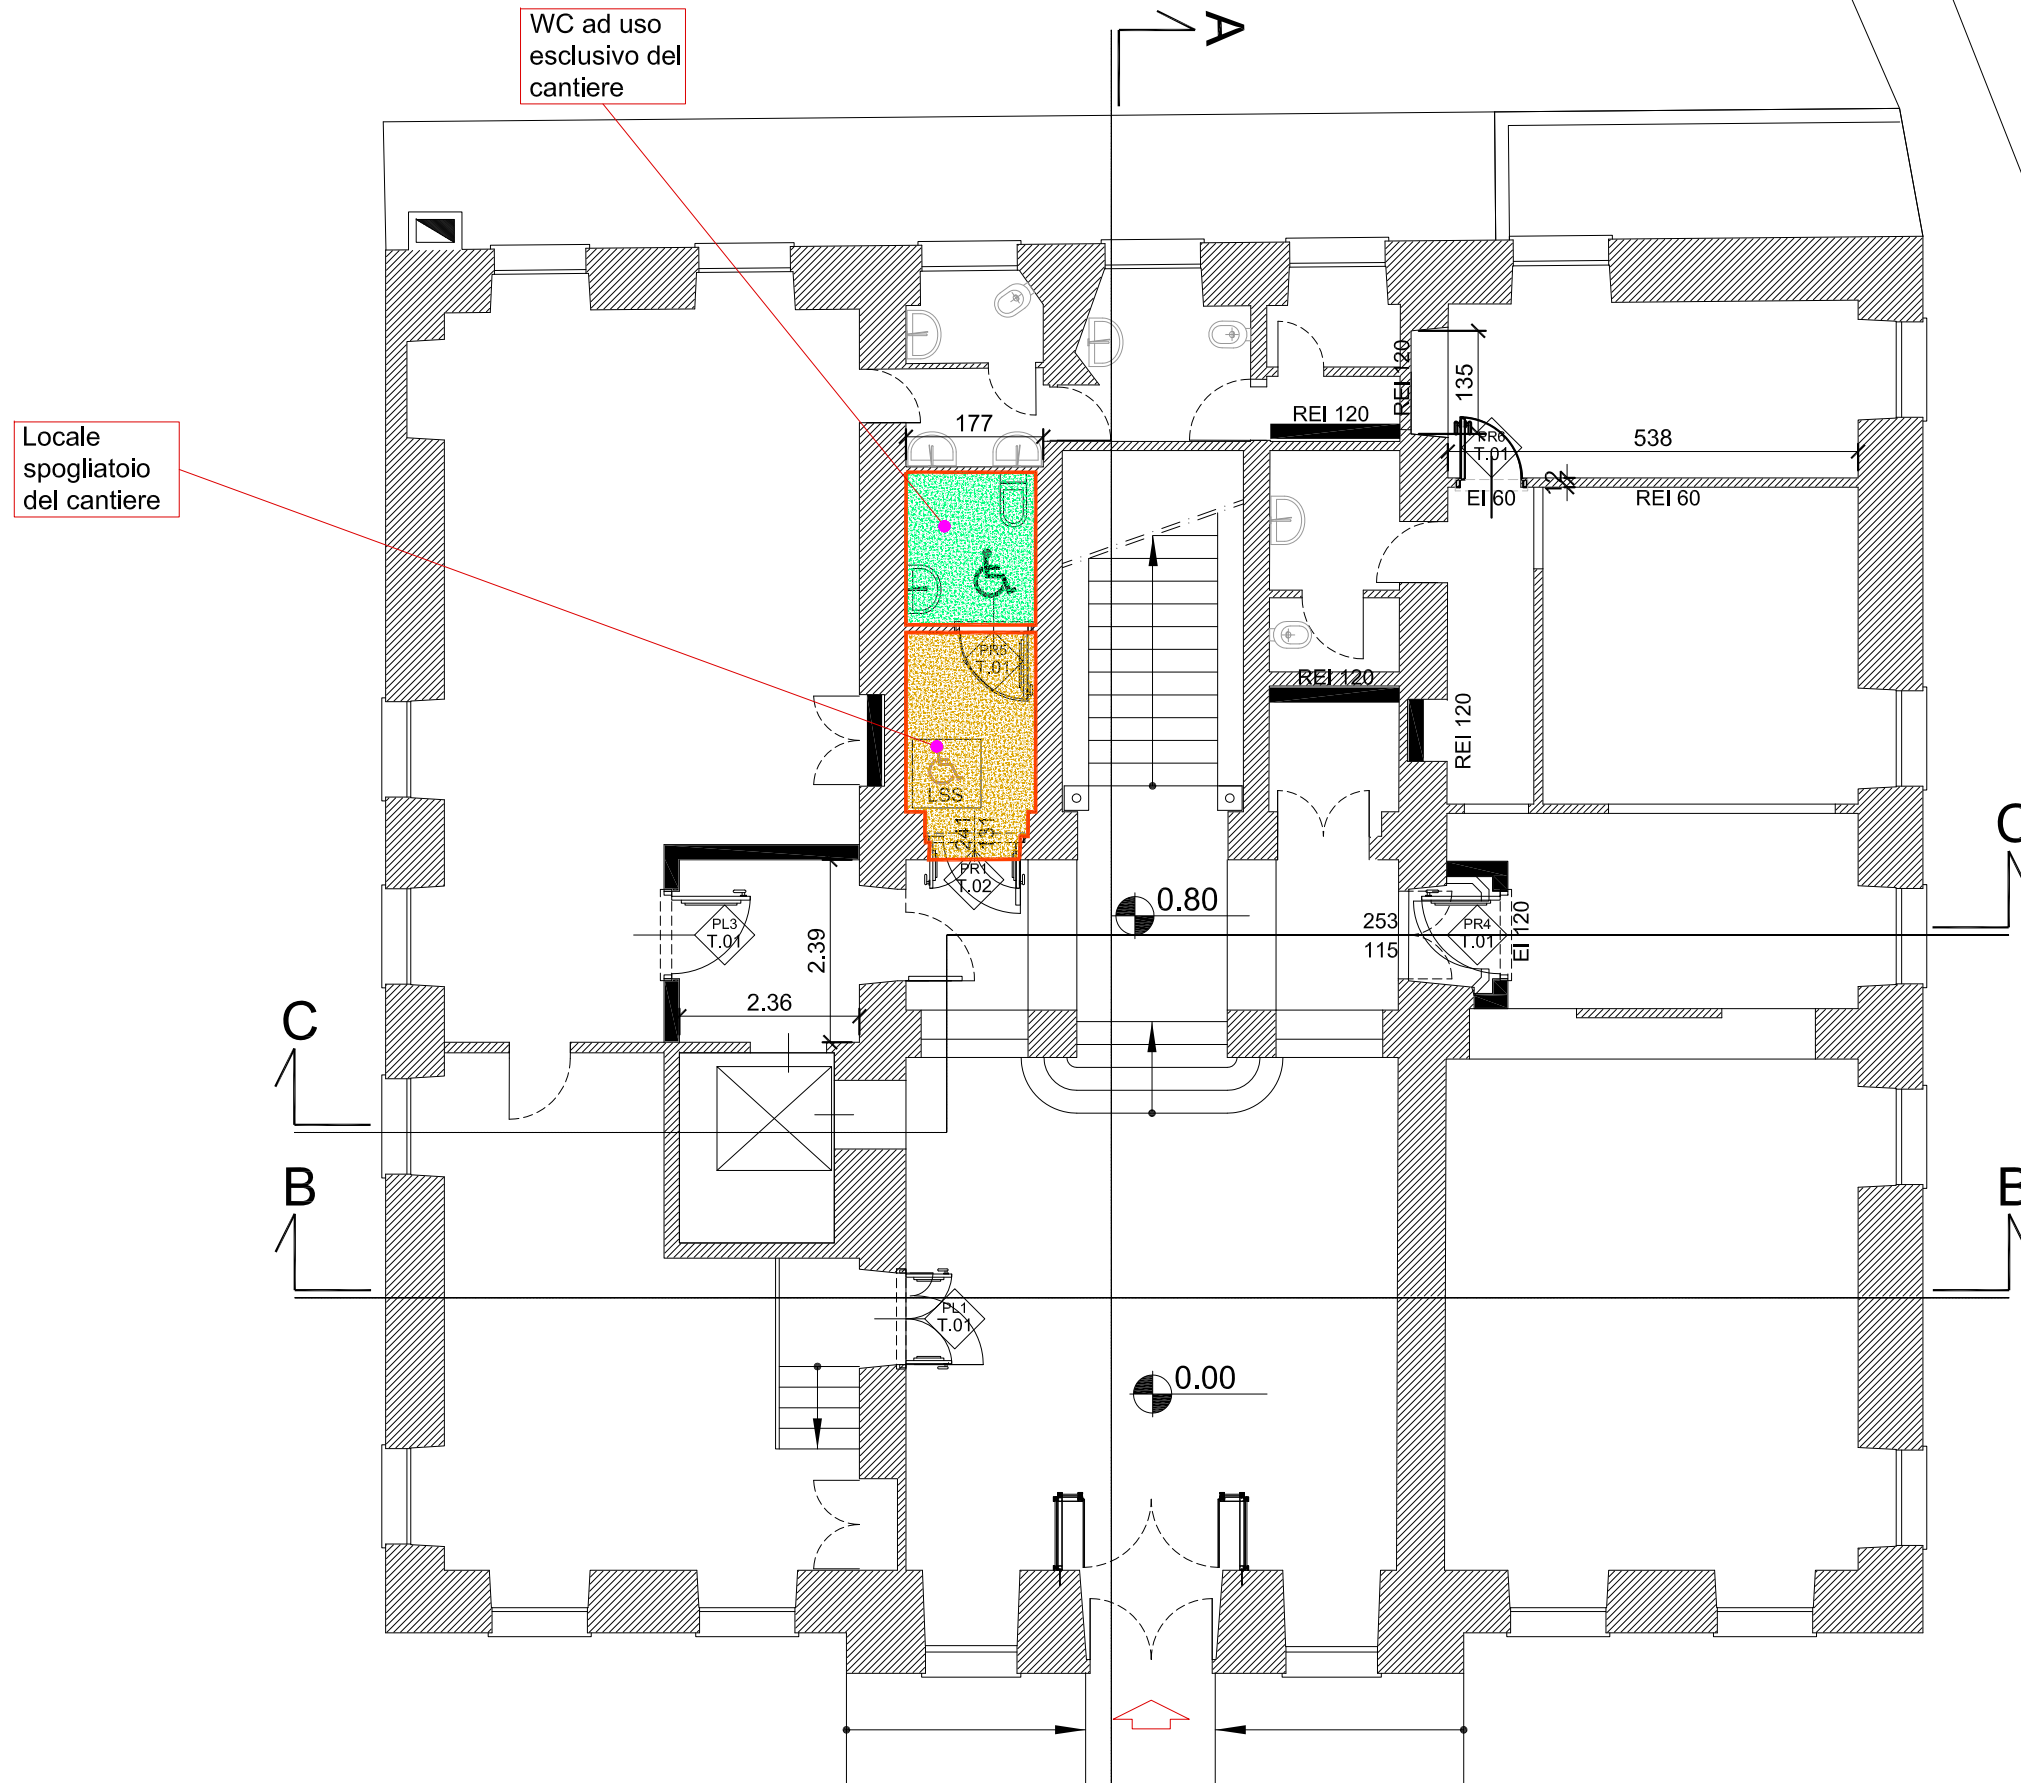 WC ad uso
esclusivo del
cantiere
A
Locale
spogliatoio
del cantiere
177
REI 120
REI 120
135
538
PR6
T.01
12
EI 60
REI 60
PR5
T.01
REI 120
REI 120
LSS
241
131
PR1
T.02
0.80
C
PL3
T.01
2.39
253
115
PR4
T.01
EI 120
2.36
C
B
B
PL1
T.01
0.00